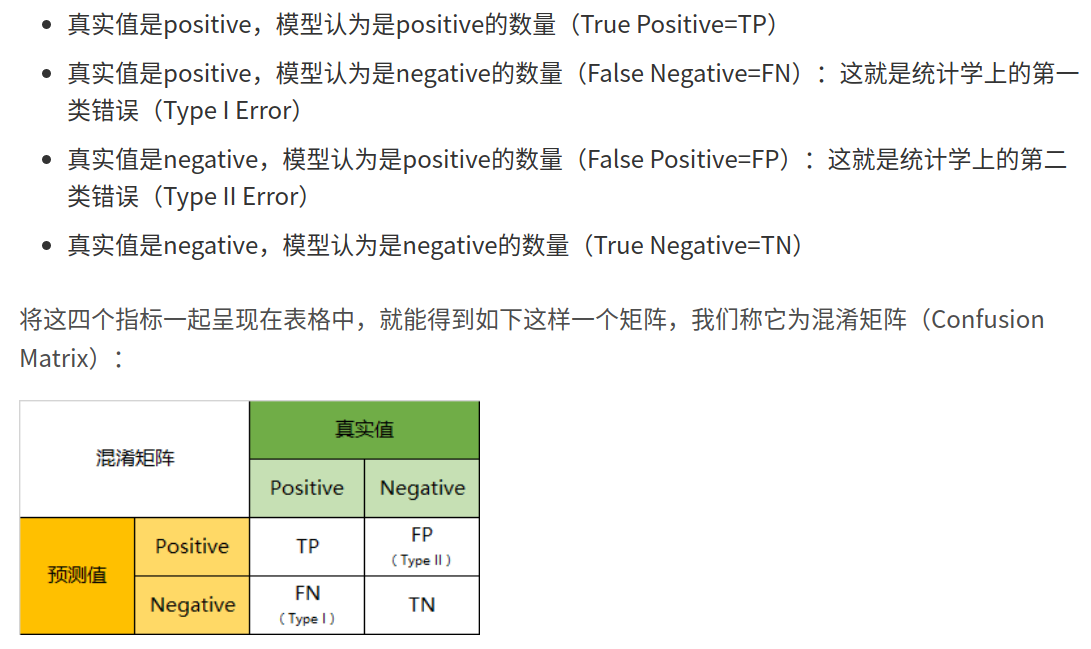 真实值是positive，模型认为是positive的数量（True Positive=TP）
真实值是positive，模型认为是negative的数量（False Negative=FN）：这就是统计学上的第一
类错误（Type I Error）
真实值是negative，模型认为是positive的数量（False Positive=FP）：这就是统计学上的第二
类错误（Type II Error）
真实值是negative，模型认为是negative的数量（True Negative=TN）
将这四个指标一起呈现在表格中，就能得到如下这样一个矩阵，我们称它为混淆矩阵（Confusion
Matrix）：
混淆矩阵
真实值
Positive
Negative
预测值
Positive
TP
FP
（Type II）
Negative
FN
（Type I）
TN